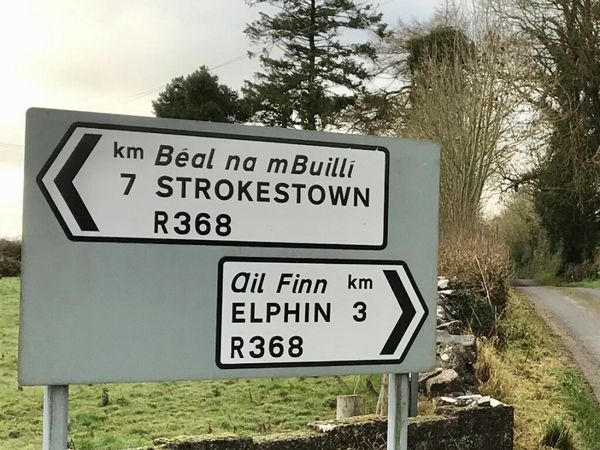 km Béal na mBuillí
7 STROKESTOWN
R368
Ail Finn km
ELPHIN 3
R368